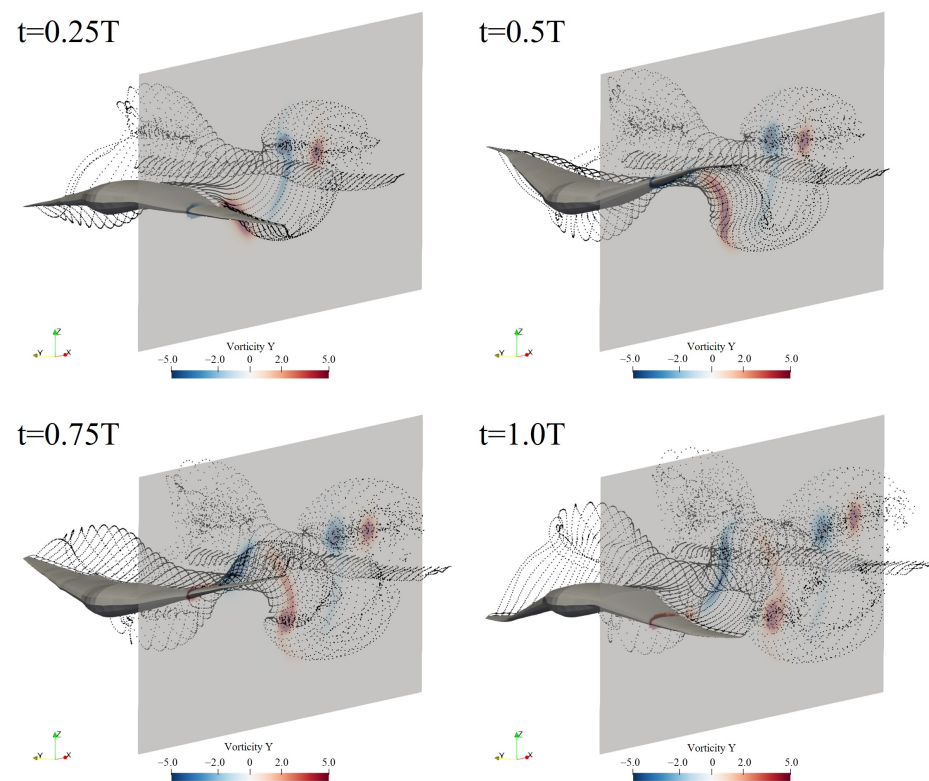 t=0.25T
t=0.5T
Z
Y
X
Vorticity Y
−5.0 −2.0 0 2.0 5.0
Z
Y
X
Vorticity Y
−5.0 −2.0 0 2.0 5.0
t=0.75T
t=1.0T
Z
Y
X
Vorticity Y
−5.0 −2.0 0 2.0 5.0
Z
Y
X
Vorticity Y
−5.0 −2.0 0 2.0 5.0